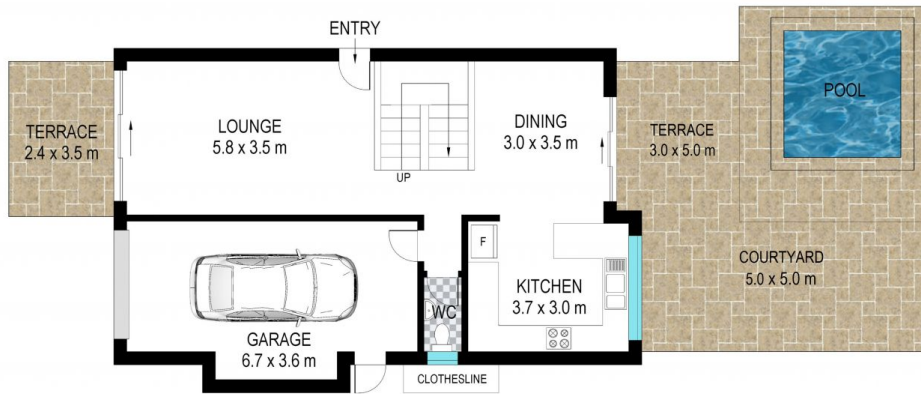 ENTRY
POOL
LOUNGE
5.8 x 3.5 m
DINING
3.0 x 3.5 m
TERRACE
2.4 x 3.5 m
TERRACE
3.0 x 5.0 m
UP
F
COURTYARD
5.0 x 5.0 m
KITCHEN
3.7 x 3.0 m
WC
GARAGE
6.7 x 3.6 m
CLOTHESLINE